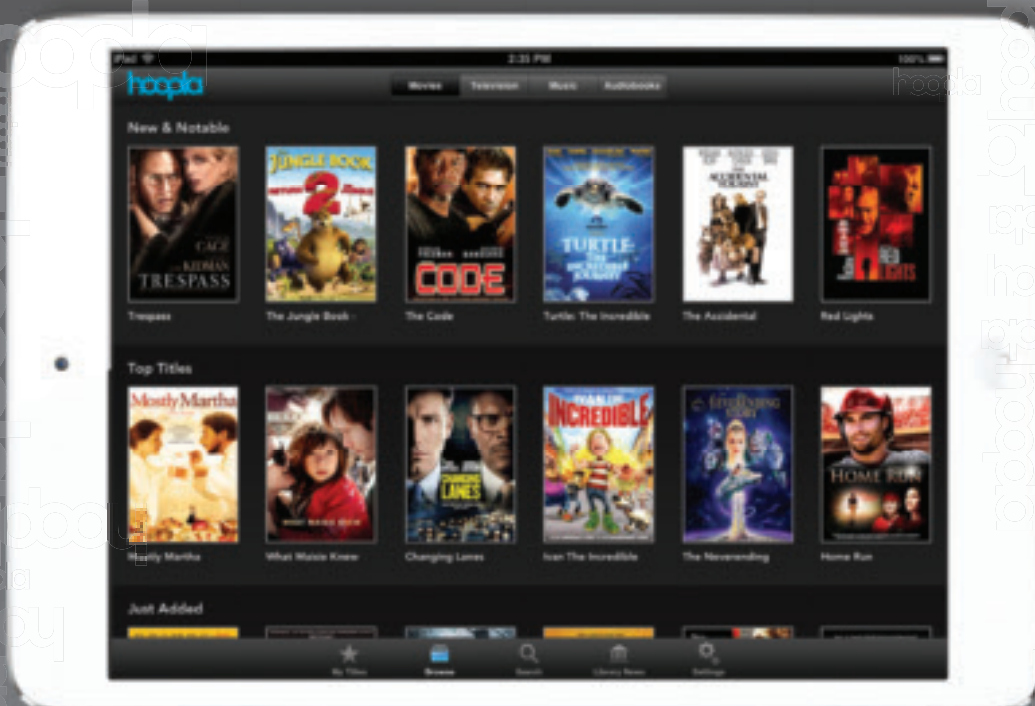 iPad 2:35 PM 100%
hoopla
Movies Television Music Audiobooks
New & Notable
CAGE
KIDMAN
TRESPASS
JUNGLE BOOK
2
CODE
TURTLE:
THE
INCREDIBLE
JOURNEY
THE
ACCIDENTAL
TOURIST
RED
LIGHTS
Trespass The Jungle Book - The Code Turtle: The Incredible The Accidental Red Lights
Top Titles
Mostly Martha
WHAT MAISIE KNEW
CHANGING
LANES
IVAN THE
INCREDIBLE
NEVERENDING
STORY
HOME RUN
Mostly Martha What Maisie Knew Changing Lanes Ivan The Incredible The Neverending Home Run
Just Added
My Titles Browse Search Library News Settings
hoopla